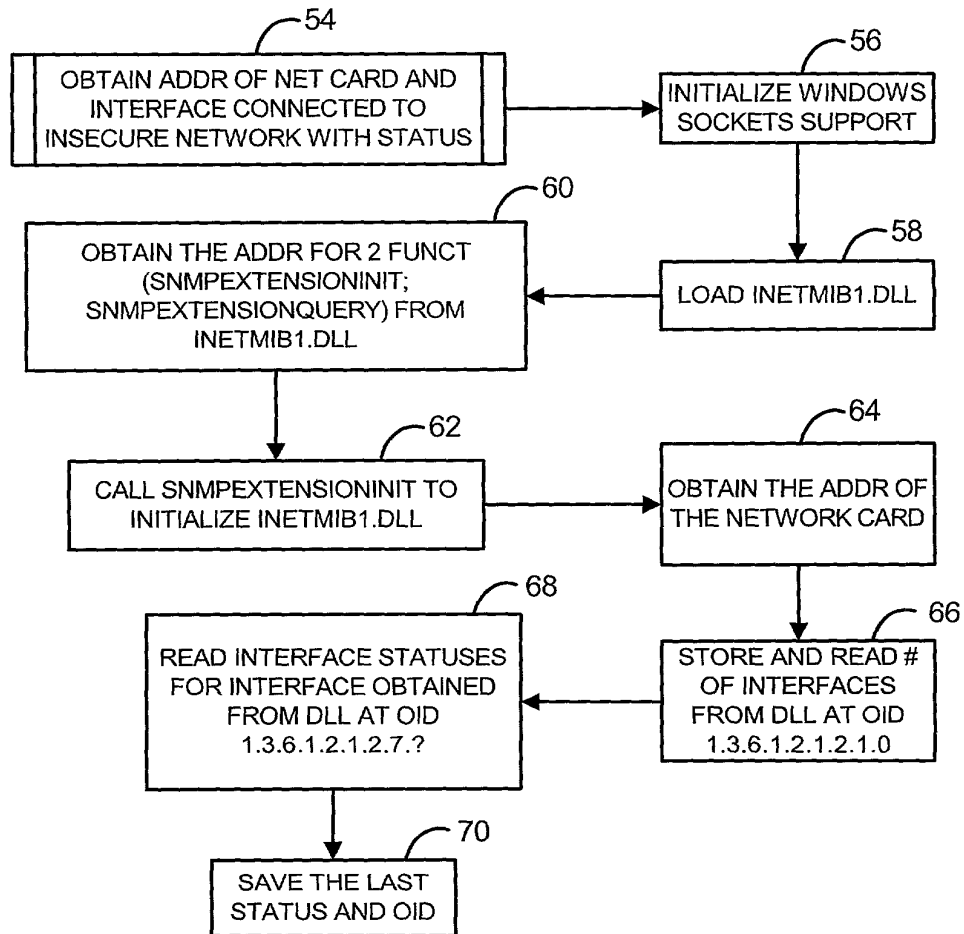 54
OBTAIN ADDR OF NET CARD AND
INTERFACE CONNECTED TO
INSECURE NETWORK WITH STATUS
56
INITIALIZE WINDOWS
SOCKETS SUPPORT
58
LOAD INETMIB1.DLL
60
OBTAIN THE ADDR FOR 2 FUNCT
(SNMPEXTENSIONINIT;
SNMPEXTENSIONQUERY) FROM
INETMIB1.DLL
62
CALL SNMPEXTENSIONINIT TO
INITIALIZE INETMIB1.DLL
64
OBTAIN THE ADDR OF
THE NETWORK CARD
66
STORE AND READ #
OF INTERFACES
FROM DLL AT OID
1.3.6.1.2.1.2.1.0
68
READ INTERFACE STATUSES
FOR INTERFACE OBTAINED
FROM DLL AT OID
1.3.6.1.2.1.2.7.?
70
SAVE THE LAST
STATUS AND OID